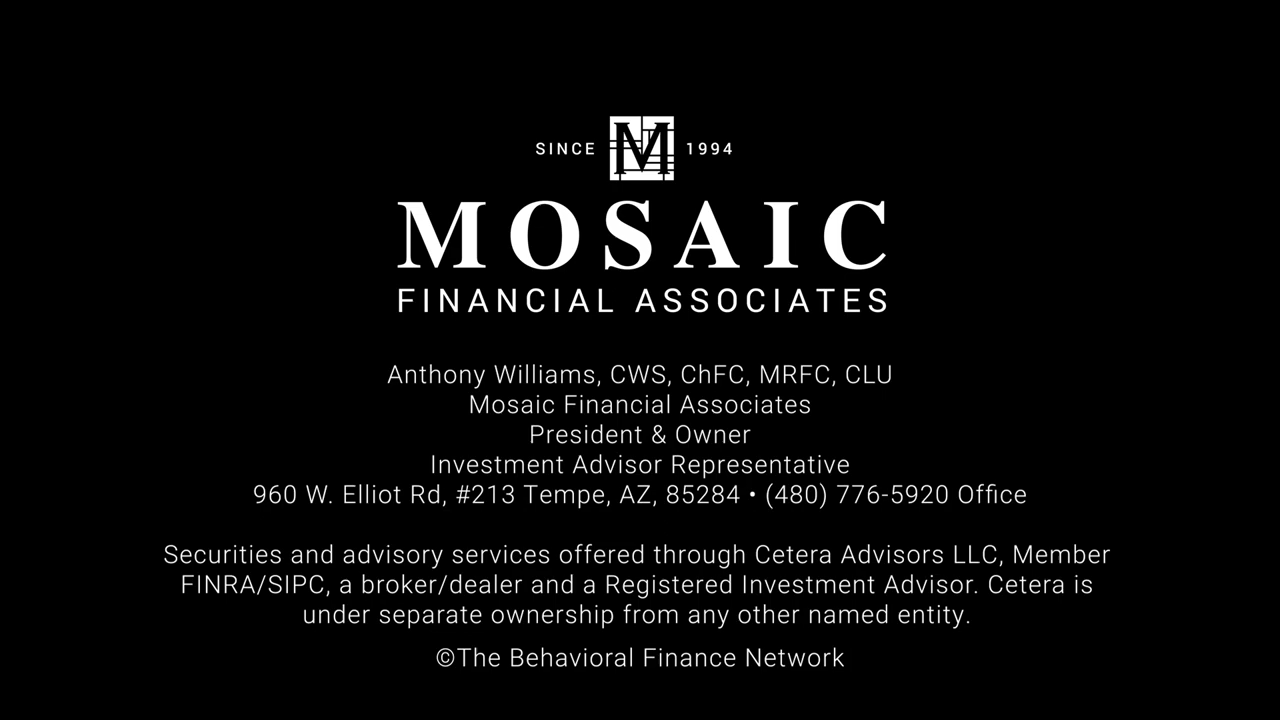 SINCE M 1994
MOSAIC
FINANCIAL ASSOCIATES
Anthony Williams, CWS, ChFC, MRFC, CLU
Mosaic Financial Associates
President & Owner
Investment Advisor Representative
960 W. Elliot Rd, #213 Tempe, AZ, 85284 • (480) 776-5920 Office
Securities and advisory services offered through Cetera Advisors LLC, Member
FINRA/SIPC, a broker/dealer and a Registered Investment Advisor. Cetera is
under separate ownership from any other named entity.
©The Behavioral Finance Network